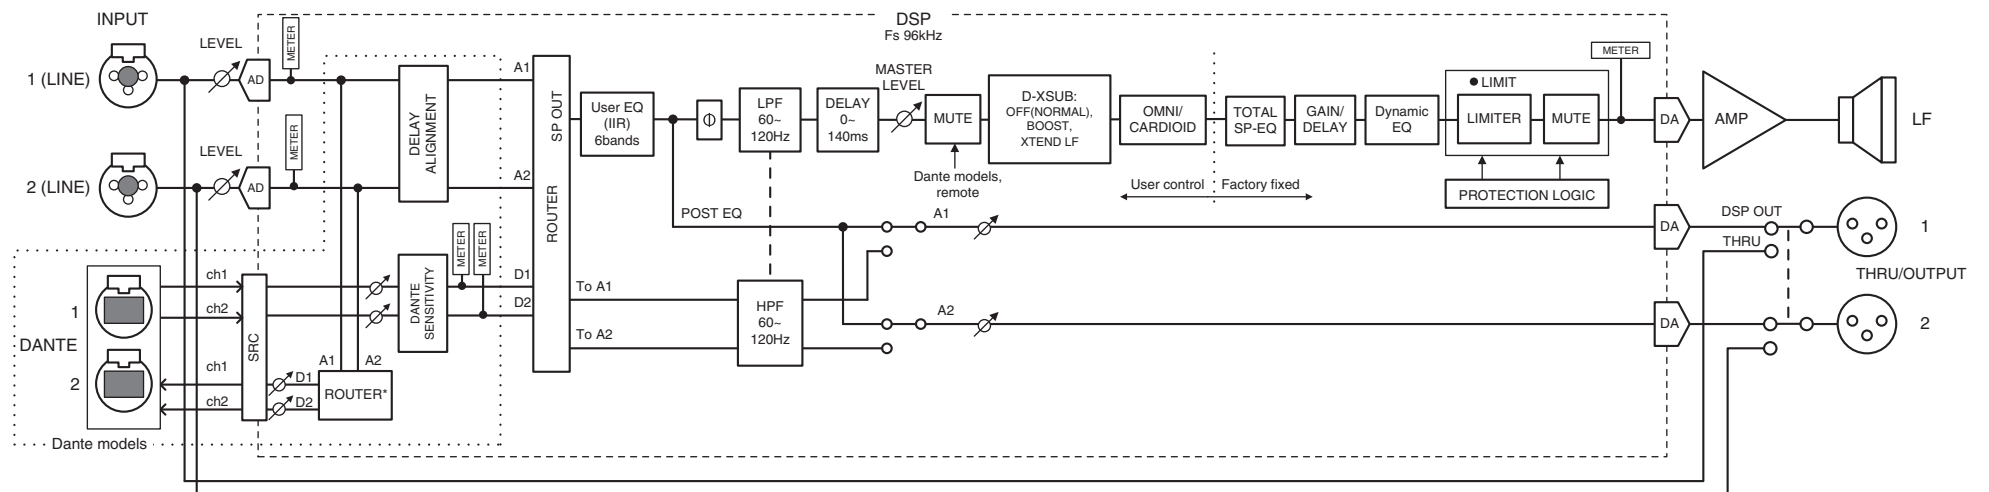 INPUT
DSP
Fs 96kHz
LEVEL
METER
1 (LINE)
AD
A1
METER
MASTER
LEVEL
● LIMIT
DELAY
ALIGNMENT
SP OUT
ROUTER
User EQ
(IIR)
6bands
Φ
LPF
60~
120Hz
DELAY
0~
140ms
MUTE
D-XSUB:
OFF(NORMAL),
BOOST,
XTEND LF
OMNI/
CARDIOID
TOTAL
SP-EQ
GAIN/
DELAY
Dynamic
EQ
LIMITER
MUTE
DA
AMP
LF
LEVEL
METER
2 (LINE)
AD
A2
Dante models,
remote
User control
Factory fixed
PROTECTION LOGIC
POST EQ
A1
DA
DSP OUT
1
THRU
METER
METER
THRU/OUTPUT
DANTE
1
2
ch1
ch2
SRC
DANTE
SENSITIVITY
D1
D2
To A1
To A2
HPF
60~
120Hz
A2
DA
2
ch1
ch2
D1
D2
A1
A2
ROUTER*
Dante models